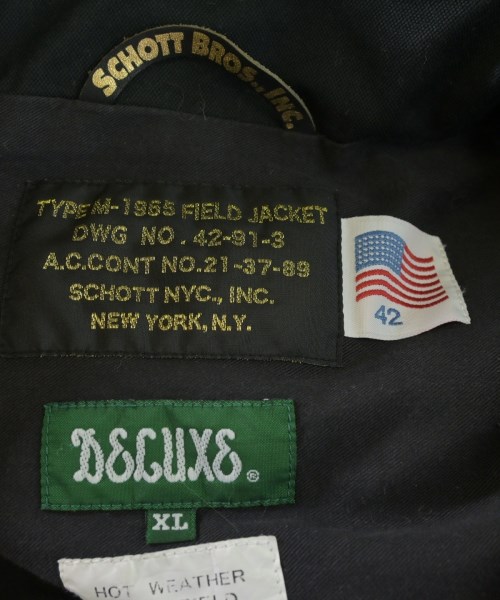 SCHOTT BROS., INC.
TYPE M-1965 FIELD JACKET
DWG NO. 42-91-3
A.C.CONT NO.21-37-89
SCHOTT NYC., INC.
NEW YORK, N.Y.
42
DELUXE ®
XL
HOT WEATHER
FIELD